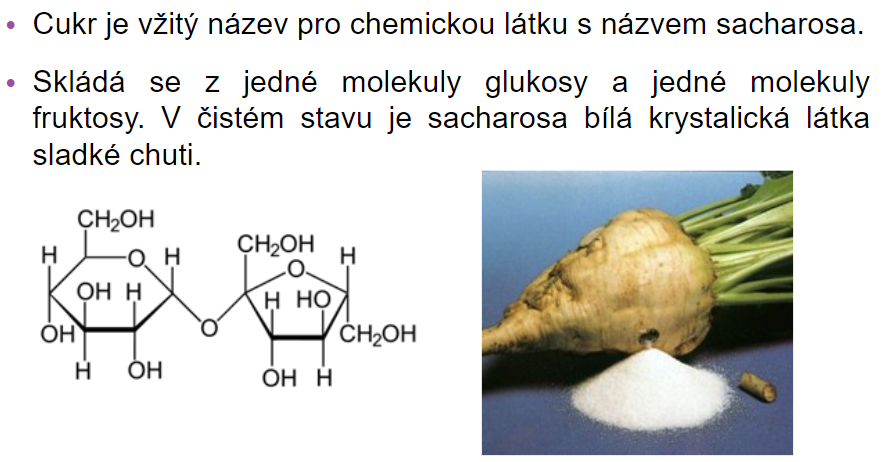 • Cukr je vžitý název pro chemickou látku s názvem sacharosa.
• Skládá se z jedné molekuly glukosy a jedné molekuly
fruktosy. V čistém stavu je sacharosa bílá krystalická látka
sladké chuti.
CH₂OH
H O H
OH H
OH
H OH
O
CH₂OH
O H
H HO
CH₂OH
OH H